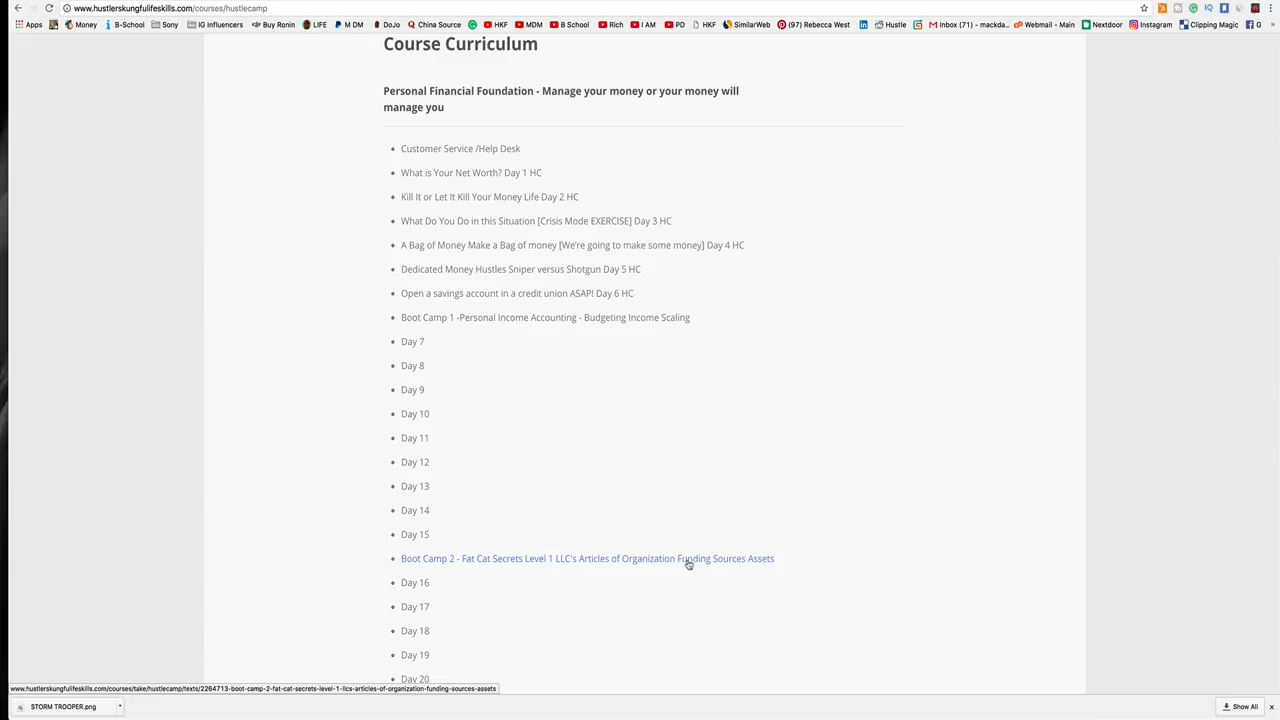 www.hustlerskungfulifeskills.com/courses/hustlecamp
Apps Money B-School Sony IG Influencers Buy Ronin LIFE M DM DoJo China Source HKF MDM B School Rich I AM PD HKF SimilarWeb (97) Rebecca West Hustle Inbox (71) - mackda Webmail - Main Nextdoor Instagram Clipping Magic G
Course Curriculum
Personal Financial Foundation - Manage your money or your money will
manage you
Customer Service /Help Desk
What is Your Net Worth? Day 1 HC
Kill It or Let It Kill Your Money Life Day 2 HC
What Do You Do in this Situation [Crisis Mode EXERCISE] Day 3 HC
A Bag of Money Make a Bag of money [We're going to make some money] Day 4 HC
Dedicated Money Hustles Sniper versus Shotgun Day 5 HC
Open a savings account in a credit union ASAP! Day 6 HC
Boot Camp 1 -Personal Income Accounting - Budgeting Income Scaling
Day 7
Day 8
Day 9
Day 10
Day 11
Day 12
Day 13
Day 14
Day 15
Boot Camp 2 - Fat Cat Secrets Level 1 LLC's Articles of Organization Funding Sources Assets
Day 16
Day 17
Day 18
Day 19
Day 20
www.hustlerskungfulifeskills.com/courses/take/hustlecamp/texts/2264713-boot-camp-2-fat-cat-secrets-level-1-llcs-articles-of-organization-funding-sources-assets
STORM TROOPER.png
Show All